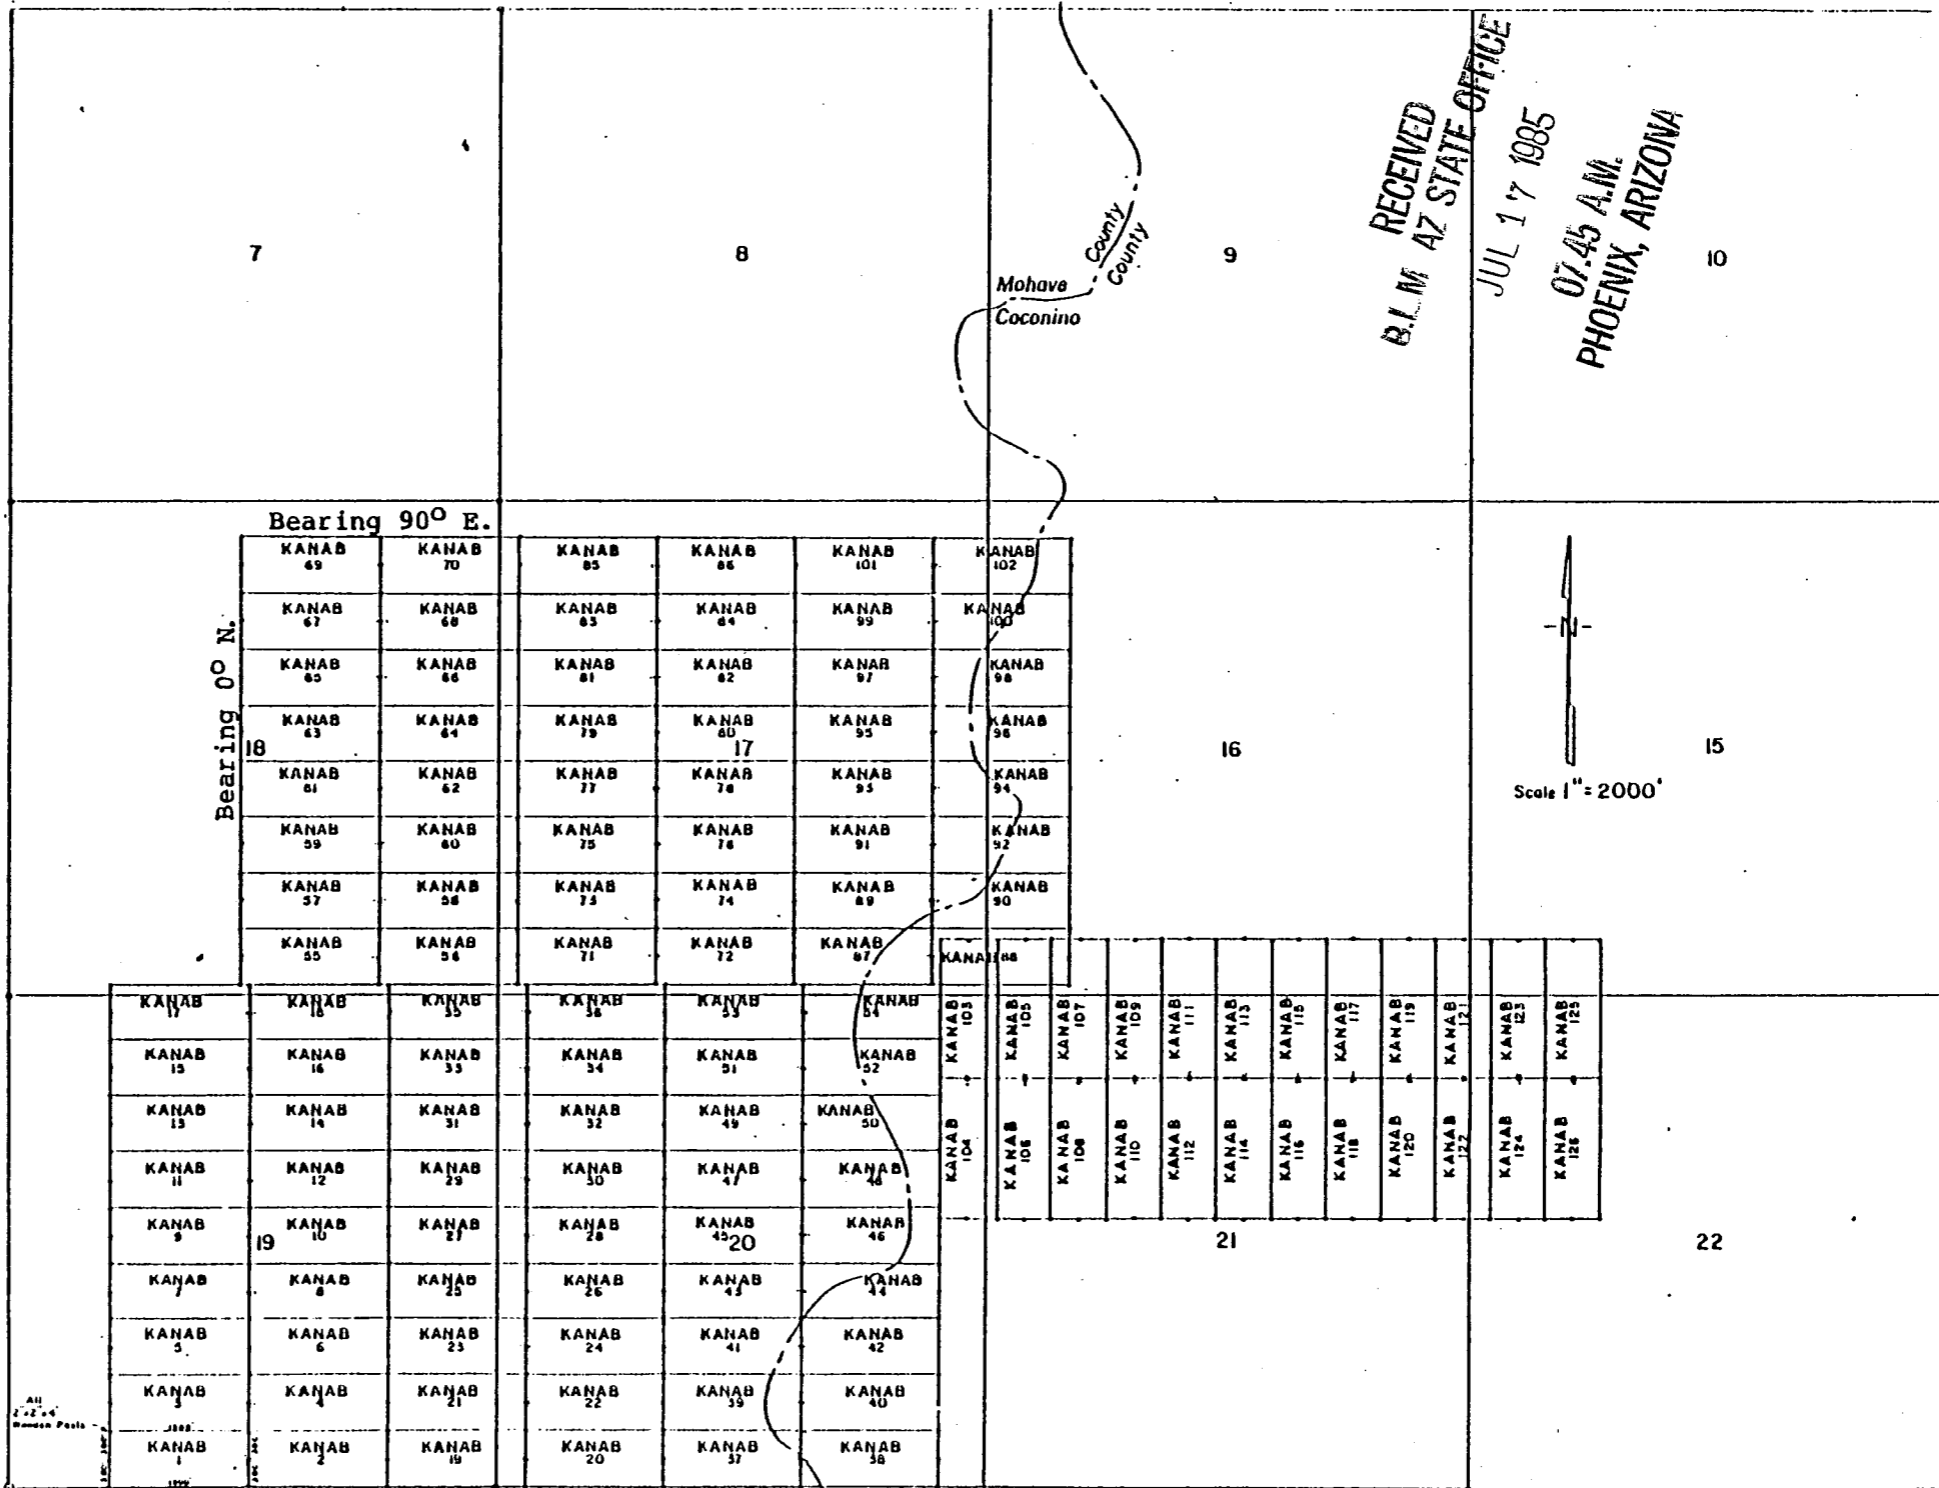 RECEIVED
B.L.M AZ STATE OFFICE
JUL 17 1985
07.45 A.M.
PHOENIX, ARIZONA
7
8
9
10
County
County
Mohave
Coconino
Bearing 90° E.
Bearing 0° N.
KANAB 69 KANAB 70 KANAB 85 KANAB 86 KANAB 101 KANAB 102
KANAB 67 KANAB 68 KANAB 83 KANAB 84 KANAB 99 KANAB 100
KANAB 65 KANAB 66 KANAB 81 KANAB 82 KANAB 97 KANAB 98
KANAB 63 KANAB 64 KANAB 79 KANAB 80 KANAB 95 KANAB 96
18
17
16
15
N
Scale 1" = 2000'
KANAB 61 KANAB 62 KANAB 77 KANAB 78 KANAB 93 KANAB 94
KANAB 59 KANAB 60 KANAB 75 KANAB 76 KANAB 91 KANAB 92
KANAB 57 KANAB 58 KANAB 73 KANAB 74 KANAB 89 KANAB 90
KANAB 55 KANAB 56 KANAB 71 KANAB 72 KANAB 87 KANAB 88
KANAB 17 KANAB 18 KANAB 35 KANAB 36 KANAB 53 KANAB 54
KANAB 103 KANAB 105 KANAB 107 KANAB 109 KANAB 111 KANAB 113 KANAB 115 KANAB 117 KANAB 119 KANAB 121 KANAB 123 KANAB 125
KANAB 15 KANAB 16 KANAB 33 KANAB 34 KANAB 51 KANAB 52
KANAB 13 KANAB 14 KANAB 31 KANAB 32 KANAB 49 KANAB 50
KANAB 104 KANAB 106 KANAB 108 KANAB 110 KANAB 112 KANAB 114 KANAB 116 KANAB 118 KANAB 120 KANAB 122 KANAB 124 KANAB 126
KANAB 11 KANAB 12 KANAB 29 KANAB 30 KANAB 47 KANAB 48
KANAB 9 KANAB 10 KANAB 27 KANAB 28 KANAB 45 KANAB 46
19
20
21
22
KANAB 7 KANAB 8 KANAB 25 KANAB 26 KANAB 43 KANAB 44
KANAB 5 KANAB 6 KANAB 23 KANAB 24 KANAB 41 KANAB 42
KANAB 3 KANAB 4 KANAB 21 KANAB 22 KANAB 39 KANAB 40
All
2"x2"x4'
Wooden Posts
KANAB 1 KANAB 2 KANAB 19 KANAB 20 KANAB 37 KANAB 38